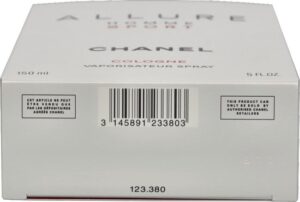 ALLURE
HOMME
SPORT
CHANEL
COLOGNE
VAPORISATEUR SPRAY
150 ml
5 FL.OZ
CET ARTICLE NE PEUT
ÊTRE VENDU QUE
PAR LES DÉPOSITAIRES
AGRÉÉS CHANEL
THIS PRODUCT CAN
ONLY BE SOLD BY
AUTHORISED CHANEL
RETAILERS
3 145891 233803
123.380